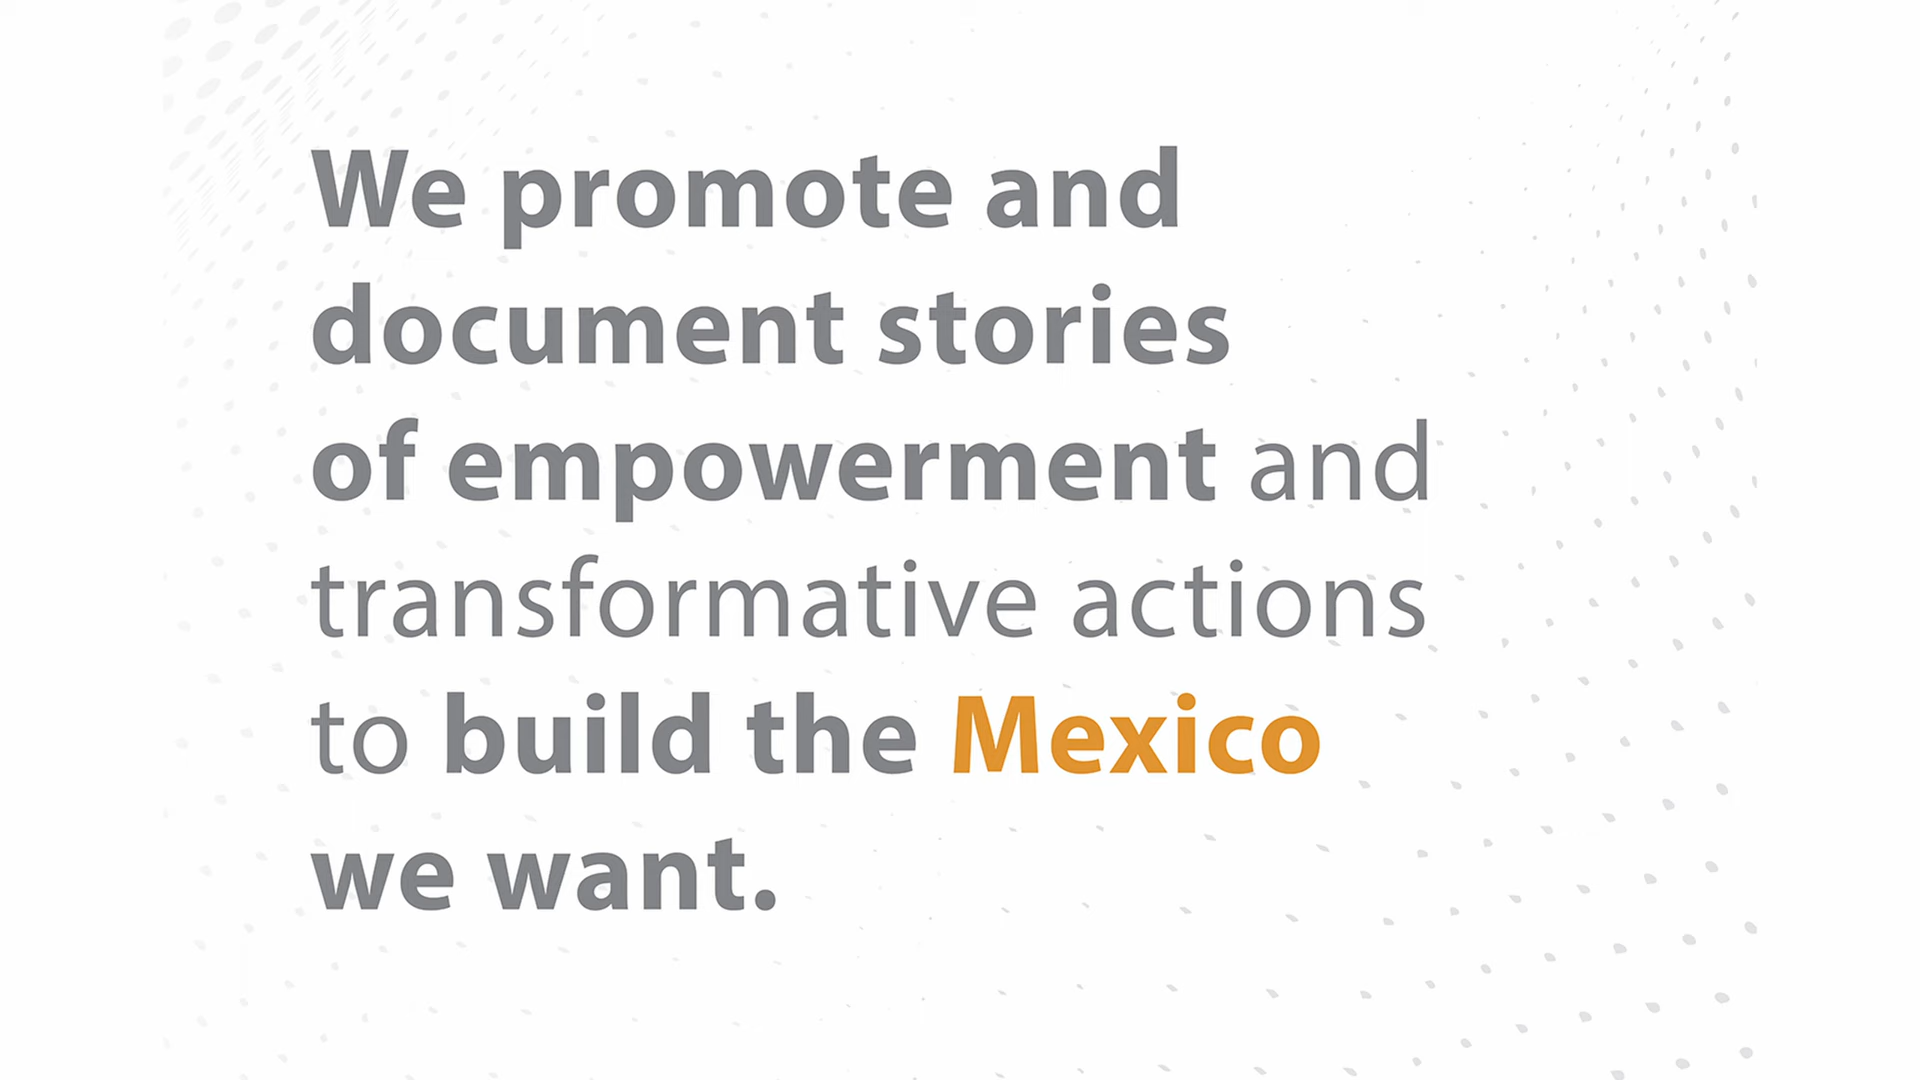 We promote and
document stories
of empowerment and
transformative actions
to build the Mexico
we want.